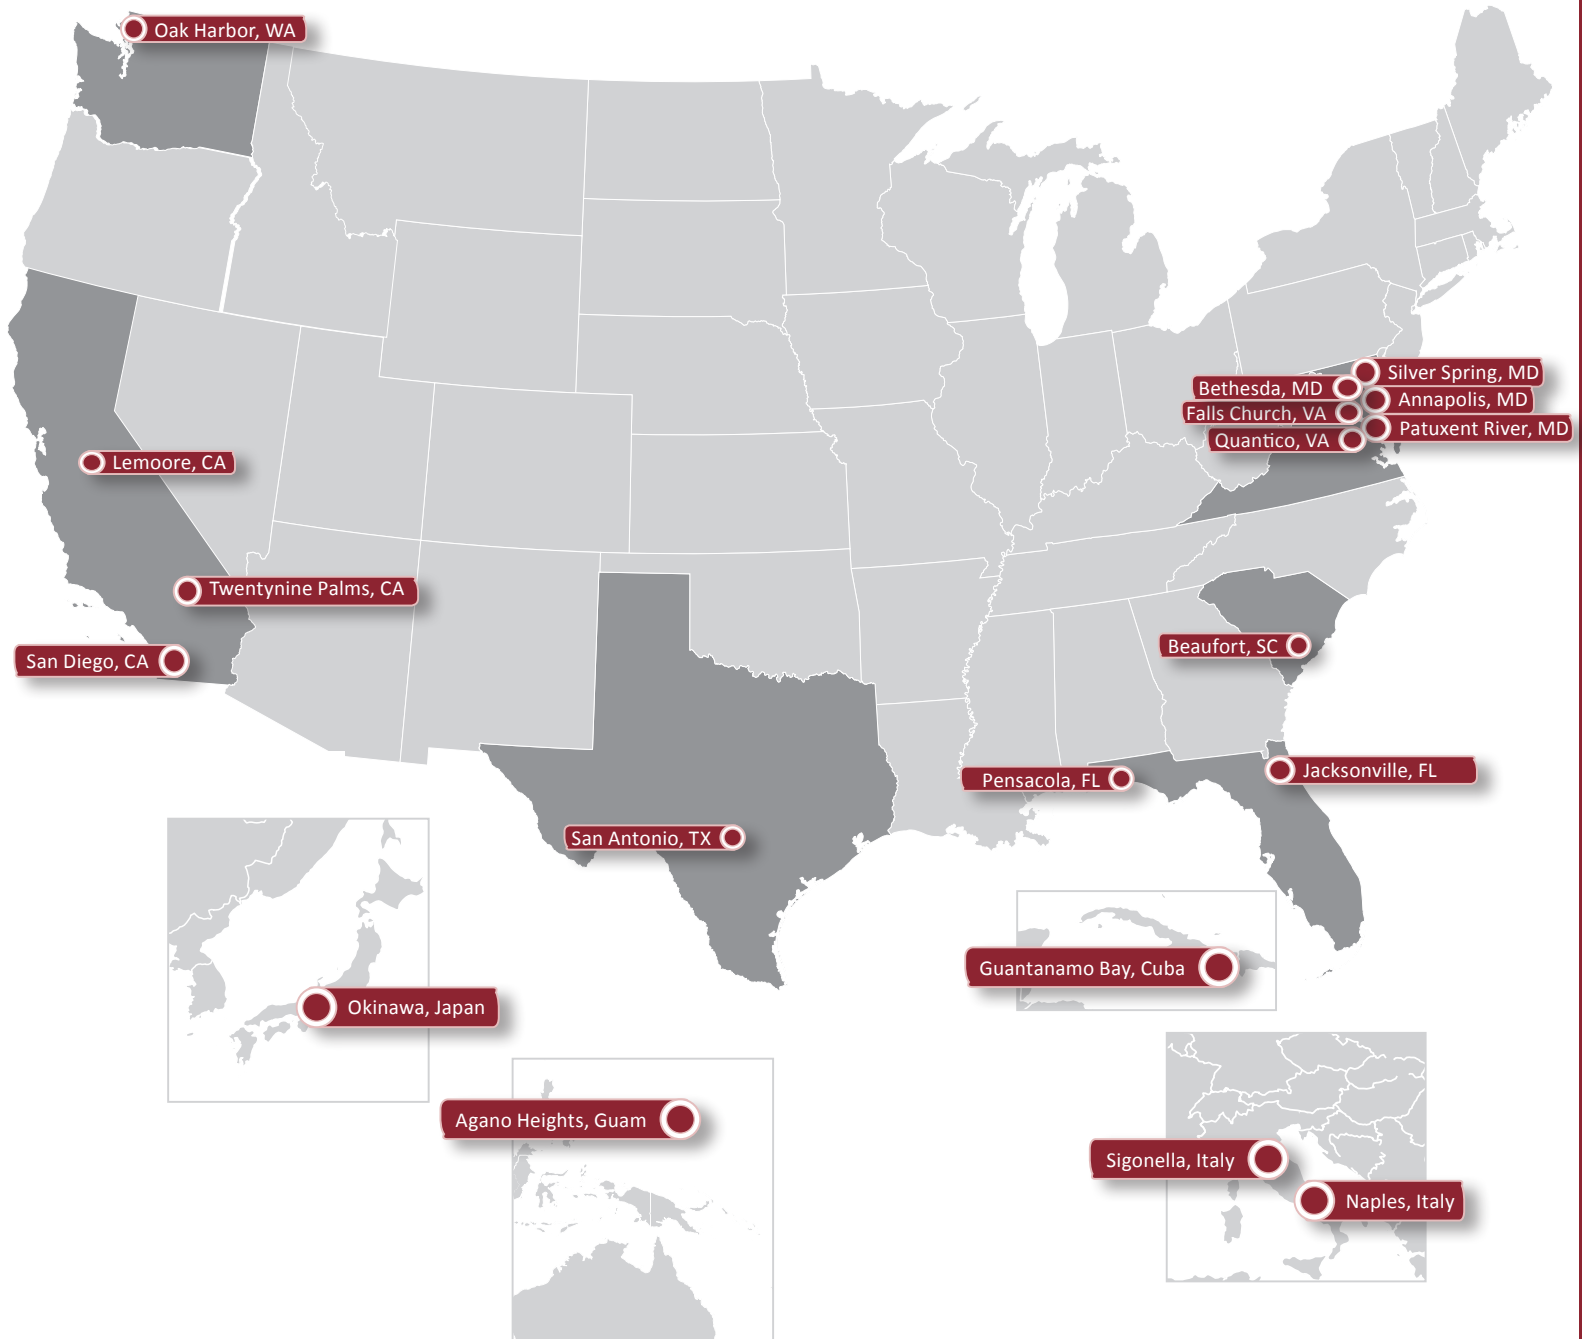 Oak Harbor, WA
Silver Spring, MD
Bethesda, MD
Annapolis, MD
Falls Church, VA
Patuxent River, MD
Quantico, VA
Lemoore, CA
Twentynine Palms, CA
Beaufort, SC
San Diego, CA
Jacksonville, FL
Pensacola, FL
San Antonio, TX
Guantanamo Bay, Cuba
Okinawa, Japan
Agano Heights, Guam
Sigonella, Italy
Naples, Italy